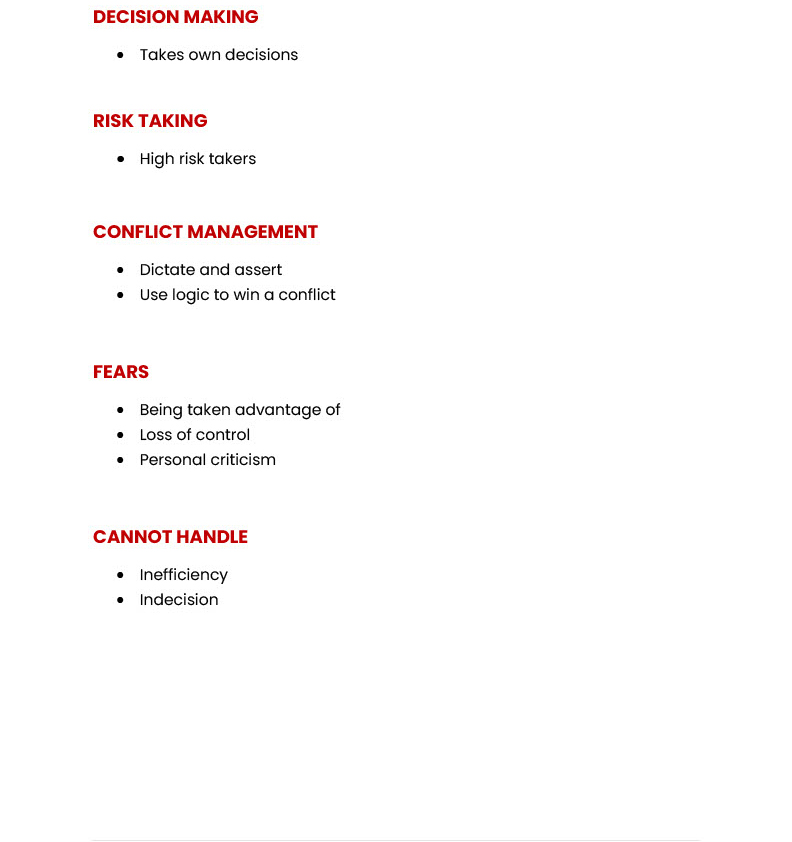 DECISION MAKING
• Takes own decisions
RISK TAKING
• High risk takers
CONFLICT MANAGEMENT
• Dictate and assert
• Use logic to win a conflict
FEARS
• Being taken advantage of
• Loss of control
• Personal criticism
CANNOT HANDLE
• Inefficiency
• Indecision